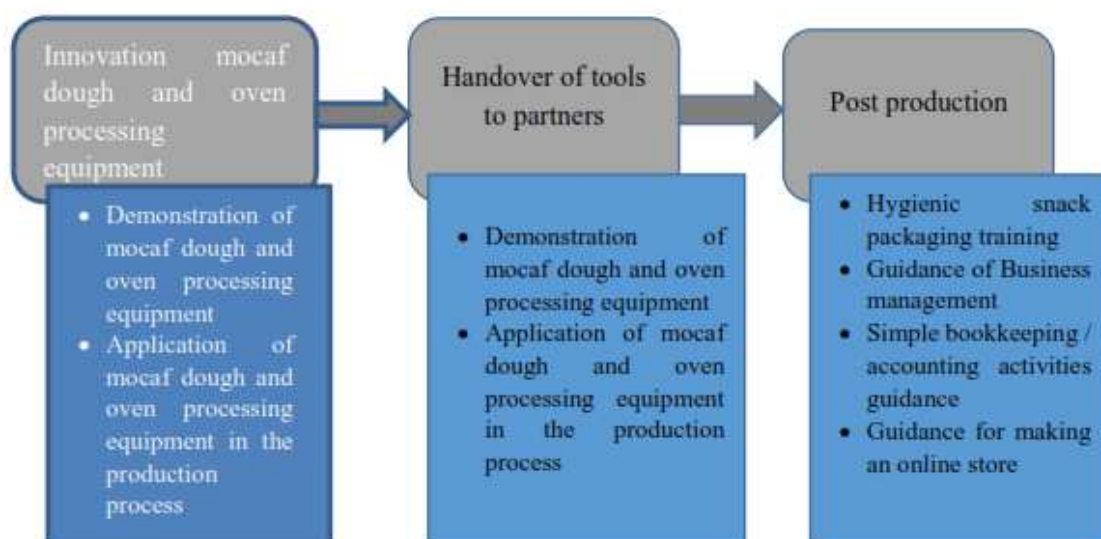 Innovation mocaf
dough and oven
processing
equipment
• Demonstration of
mocaf dough and
oven processing
equipment
• Application of
mocaf dough and
oven processing
equipment in the
production
process
Handover of tools
to partners
• Demonstration of
mocaf dough and oven
processing equipment
• Application of mocaf
dough and oven
processing equipment
in the production
process
Post production
• Hygienic snack
packaging training
• Guidance of Business
management
• Simple bookkeeping /
accounting activities
guidance
• Guidance for making
an online store